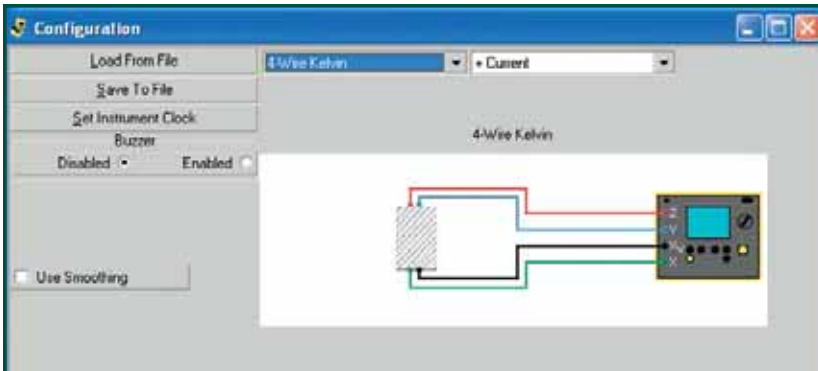 Configuration
Load From File
4-Wire Kelvin
+ Current
Save To File
Set Instrument Clock
Buzzer
Disabled
Enabled
4-Wire Kelvin
Z
Y
X
Use Smoothing